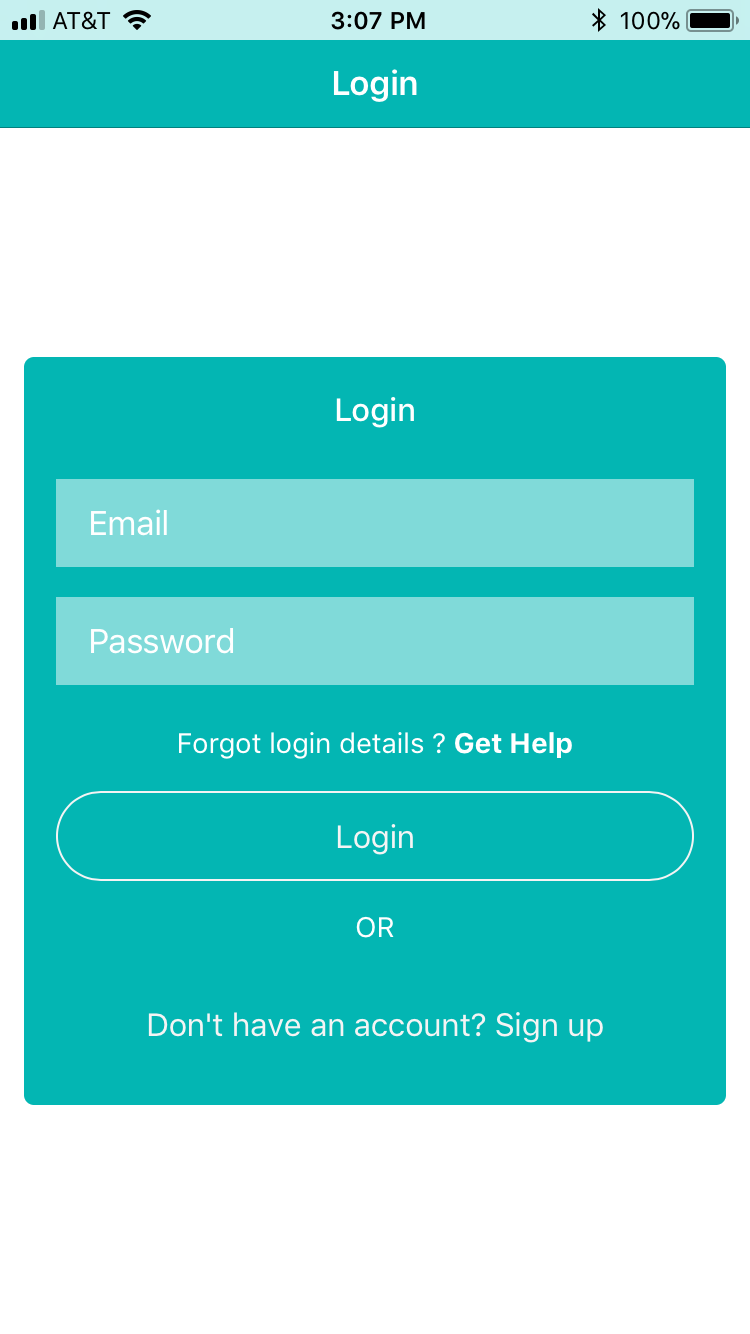 AT&T 3:07 PM 100%
Login
Login
Email
Password
Forgot login details ? Get Help
Login
OR
Don't have an account? Sign up